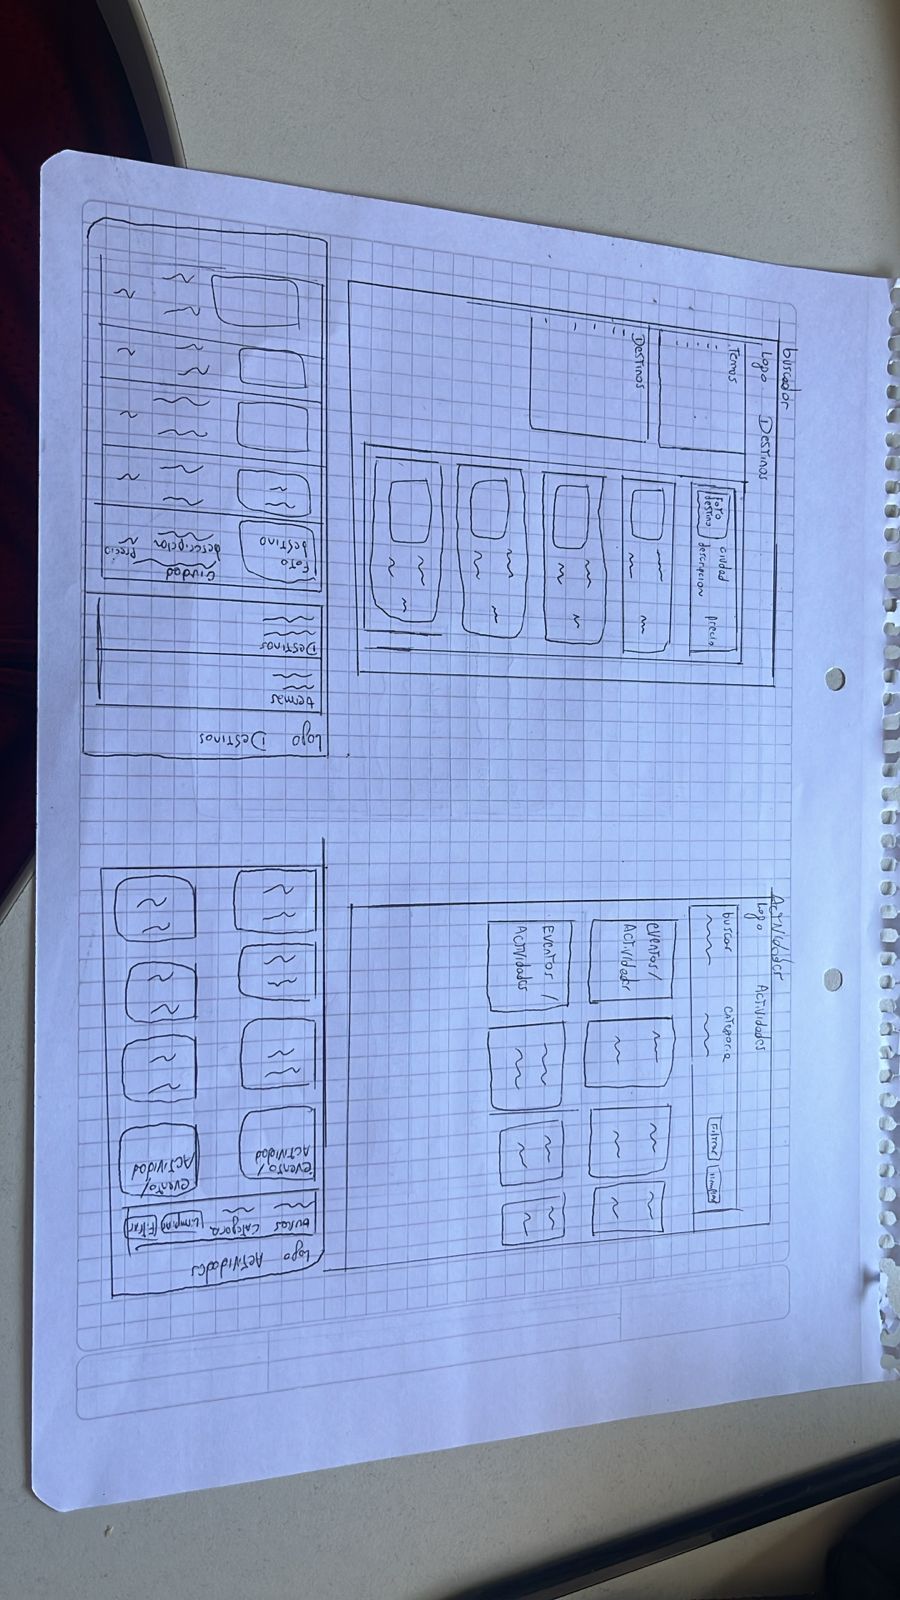 buscador
Logo Destinos
Temas
Destinos
Foto destino
ciudad
descripcion
precio
Logo Destinos
temas
Destinos
Foto
Destino
ciudad
descripcion
Precio
Actividades
Logo Actividades
buscar
categoria
Filtrar
limpiar
eventos/
Actividades
Eventos/
Actividades
Logo Actividades
buscas
categora
Limpiar
Filtrar
evento/
Actividad
evento/
Actividad